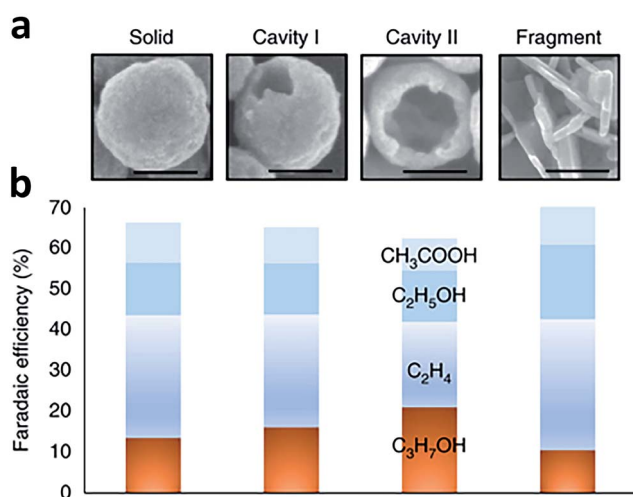 a
Solid Cavity I Cavity II Fragment
b
Faradaic efficiency (%)
70
60
50
40
30
20
10
0
CH₃COOH
C₂H₅OH
C₂H₄
C₃H₇OH